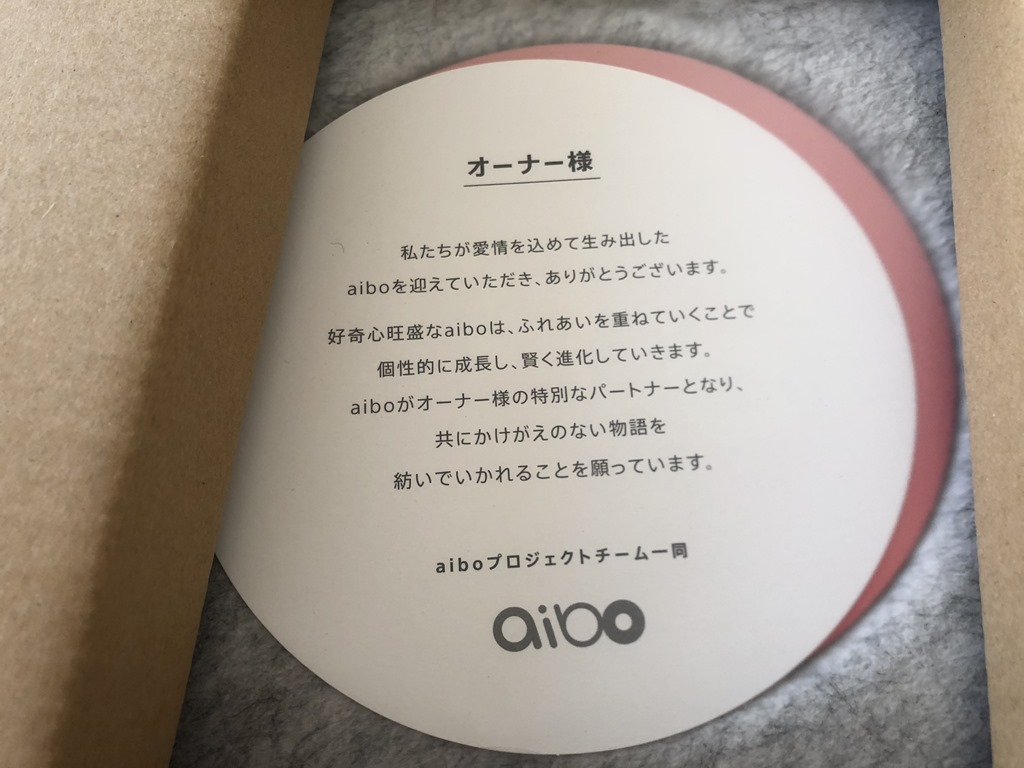 オーナー様
私たちが愛情を込めて生み出した
aiboを迎えていただき、ありがとうございます。
好奇心旺盛なaiboは、ふれあいを重ねていくことで
個性的に成長し、賢く進化していきます。
aiboがオーナー様の特別なパートナーとなり、
共にかけがえのない物語を
紡いでいかれることを願っています。
aiboプロジェクトチーム一同
aibo